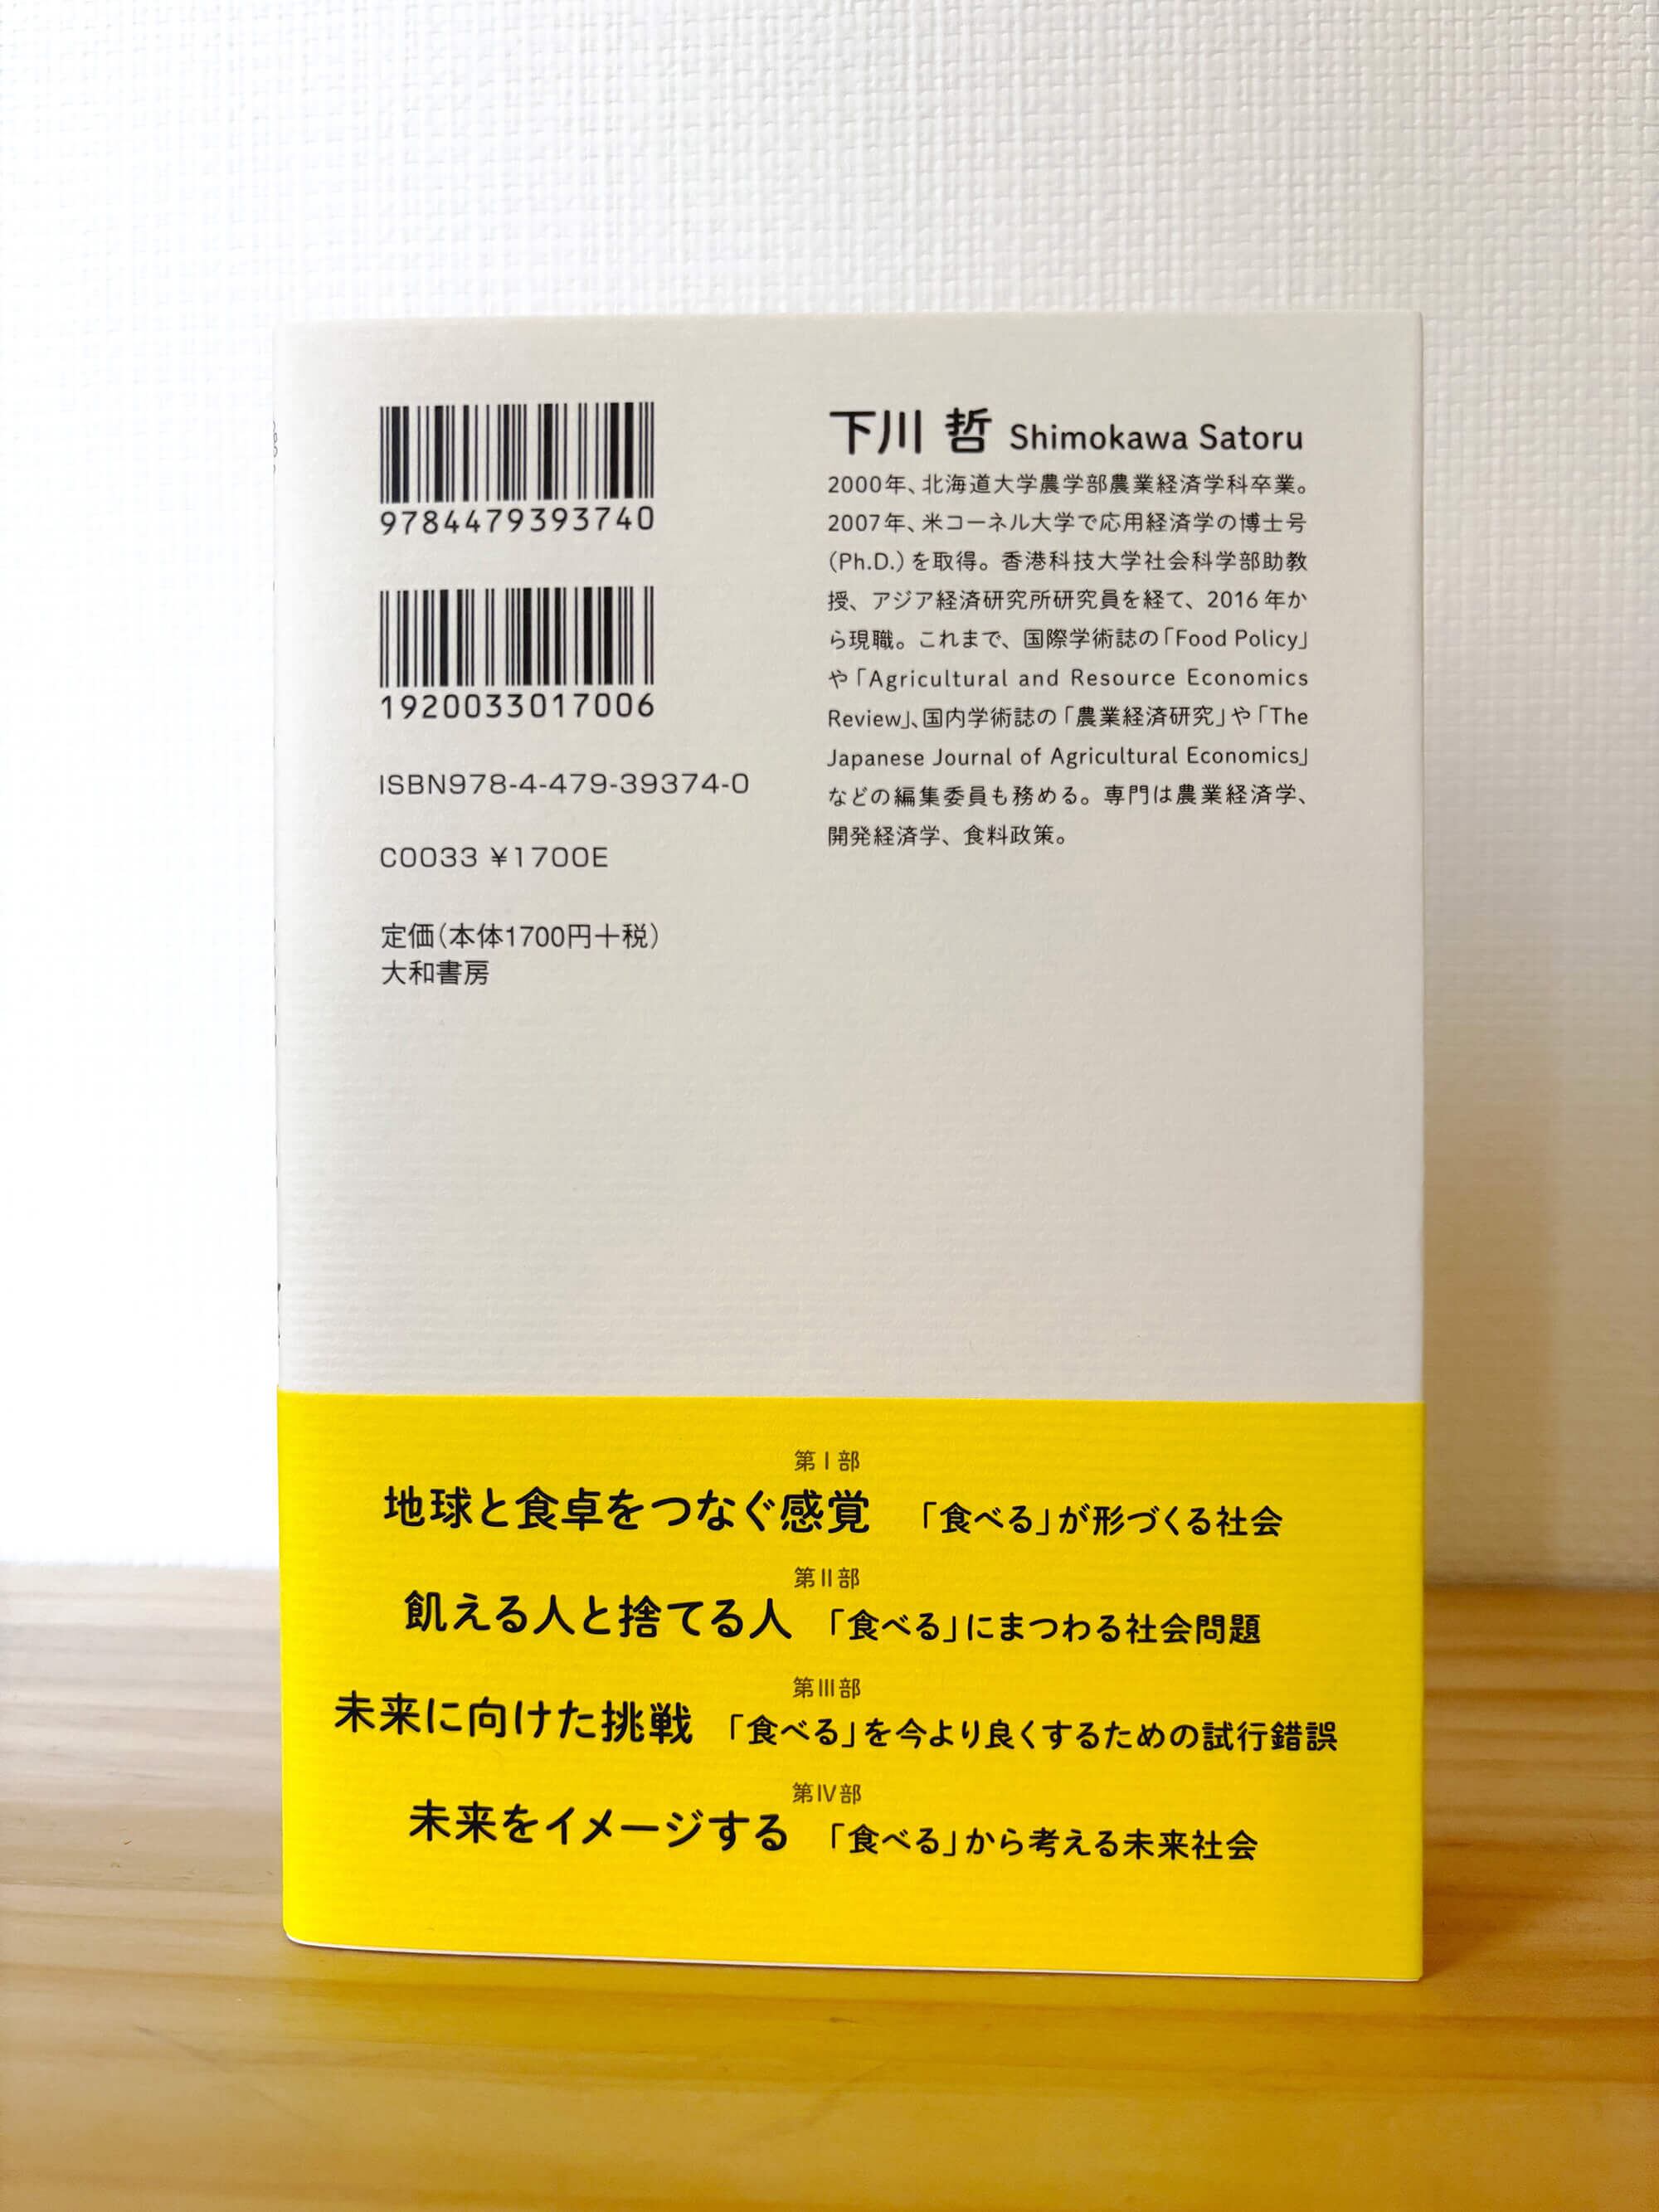 9784479393740
1920033017006
ISBN978-4-479-39374-0
C0033 ¥1700E
定価(本体1700円+税)
大和書房
下川 哲 Shimokawa Satoru
2000年、北海道大学農学部農業経済学科卒業。
2007年、米コーネル大学で応用経済学の博士号
(Ph.D.)を取得。香港科技大学社会科学部助教
授、アジア経済研究所研究員を経て、2016年か
ら現職。これまで、国際学術誌の「Food Policy」
や「Agricultural and Resource Economics
Review」、国内学術誌の「農業経済研究」や「The
Japanese Journal of Agricultural Economics」
などの編集委員も務める。専門は農業経済学、
開発経済学、食料政策。
第Ⅰ部
地球と食卓をつなぐ感覚 「食べる」が形づくる社会
第Ⅱ部
飢える人と捨てる人 「食べる」にまつわる社会問題
第Ⅲ部
未来に向けた挑戦 「食べる」を今より良くするための試行錯誤
第Ⅳ部
未来をイメージする 「食べる」から考える未来社会